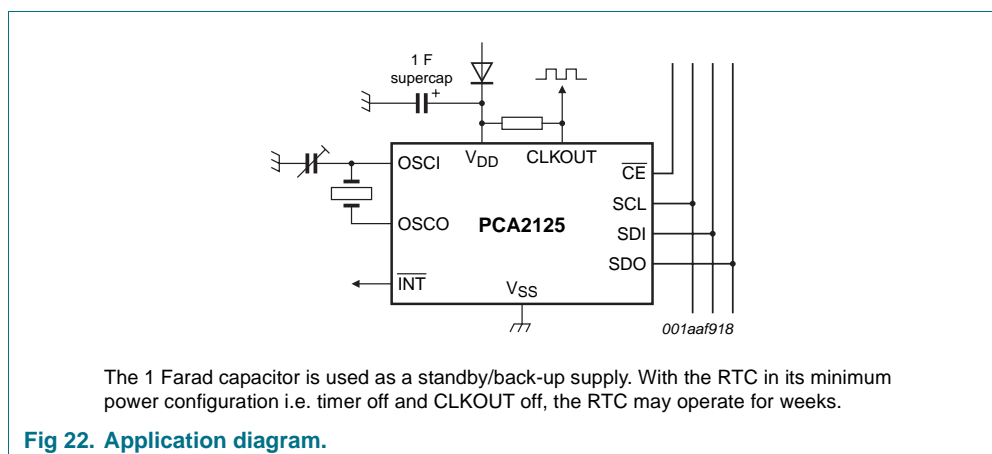 1 F
supercap
+
OSCI
VDD
CLKOUT
CE
SCL
OSCO
PCA2125
SDI
SDO
INT
VSS
001aaf918
The 1 Farad capacitor is used as a standby/back-up supply. With the RTC in its minimum
power configuration i.e. timer off and CLKOUT off, the RTC may operate for weeks.
Fig 22. Application diagram.